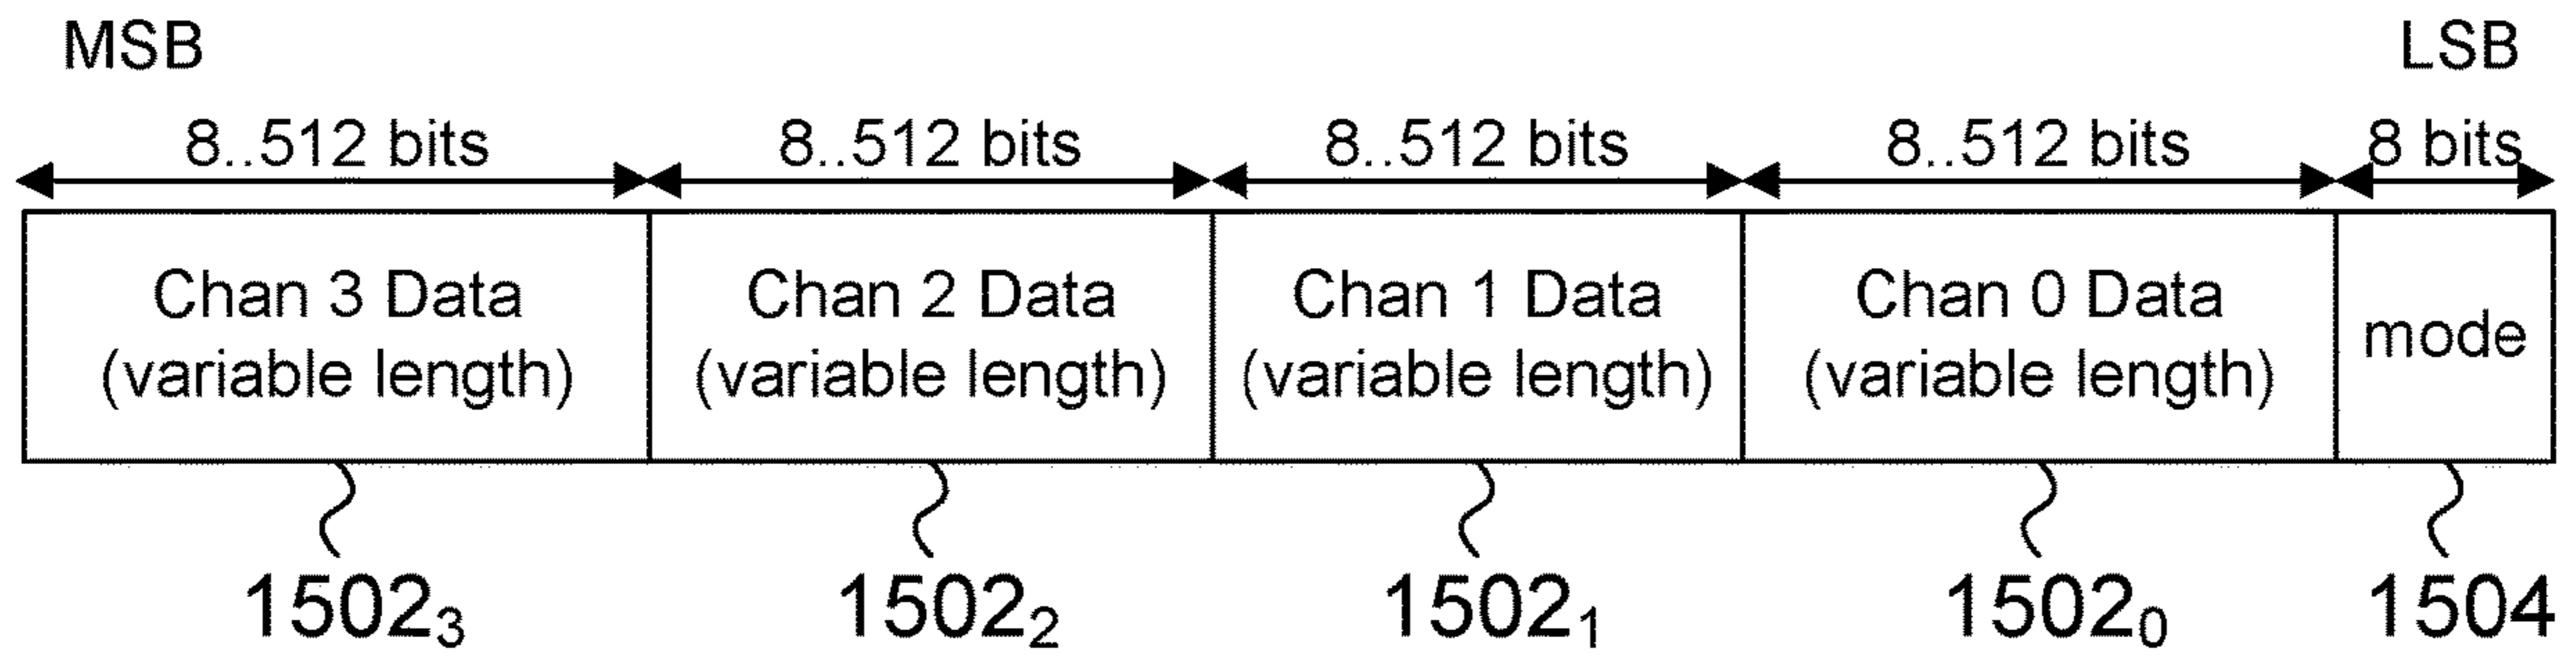 MSB LSB
8..512 bits 8..512 bits 8..512 bits 8..512 bits 8 bits
Chan 3 Data Chan 2 Data Chan 1 Data Chan 0 Data mode
(variable length) (variable length) (variable length) (variable length)
1502₃ 1502₂ 1502₁ 1502₀ 1504